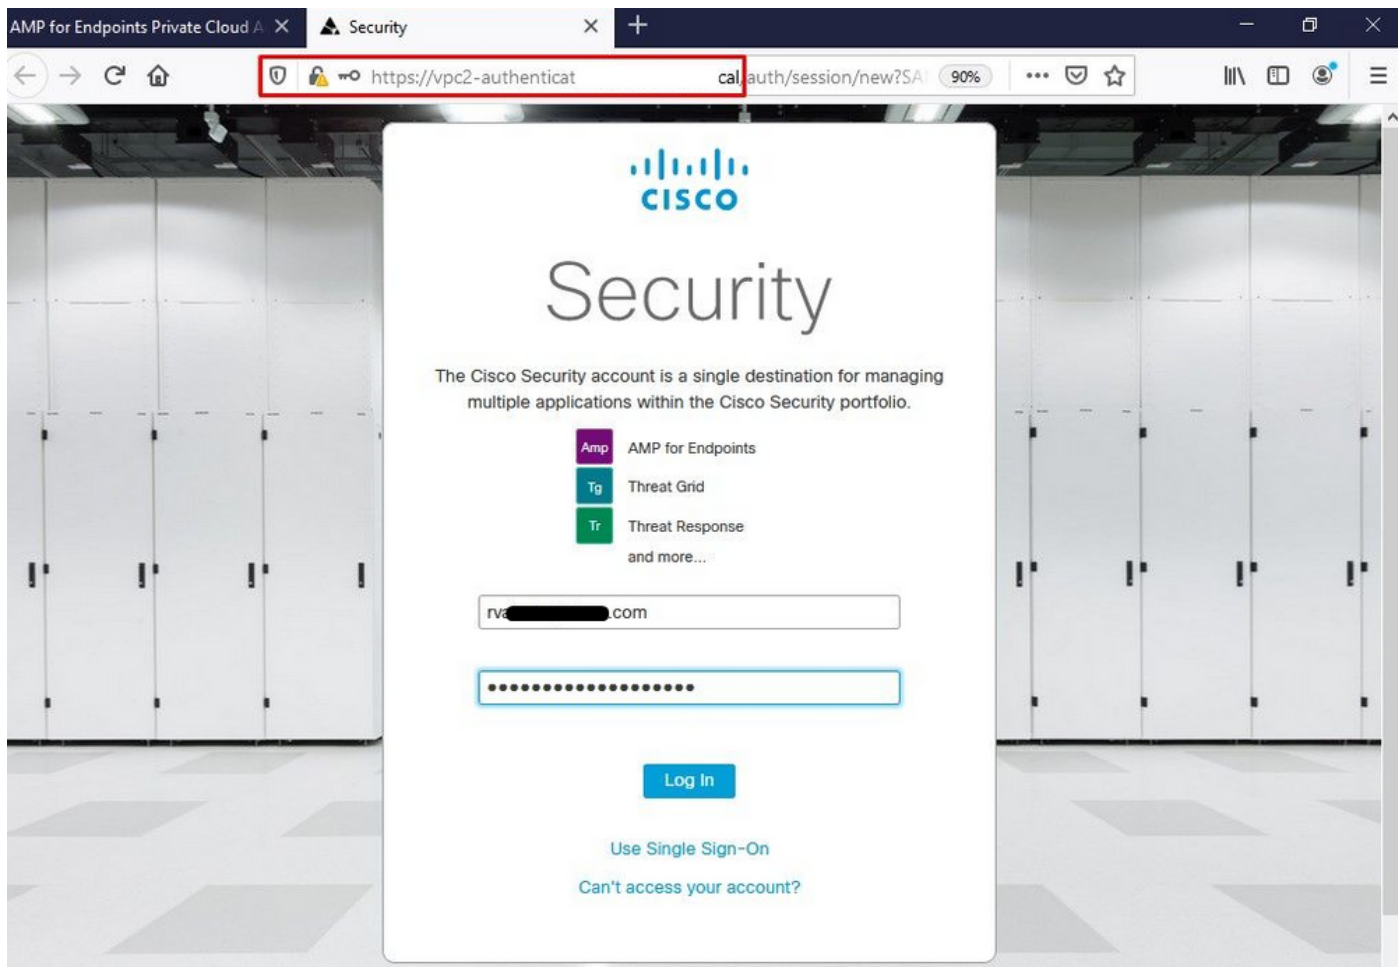 AMP for Endpoints Private Cloud A
Security
https://vpc2-authenticat cal/auth/session/new?SA
90%
CISCO
Security
The Cisco Security account is a single destination for managing
multiple applications within the Cisco Security portfolio.
Amp AMP for Endpoints
Tg Threat Grid
Tr Threat Response
and more...
rva .com
Log In
Use Single Sign-On
Can't access your account?